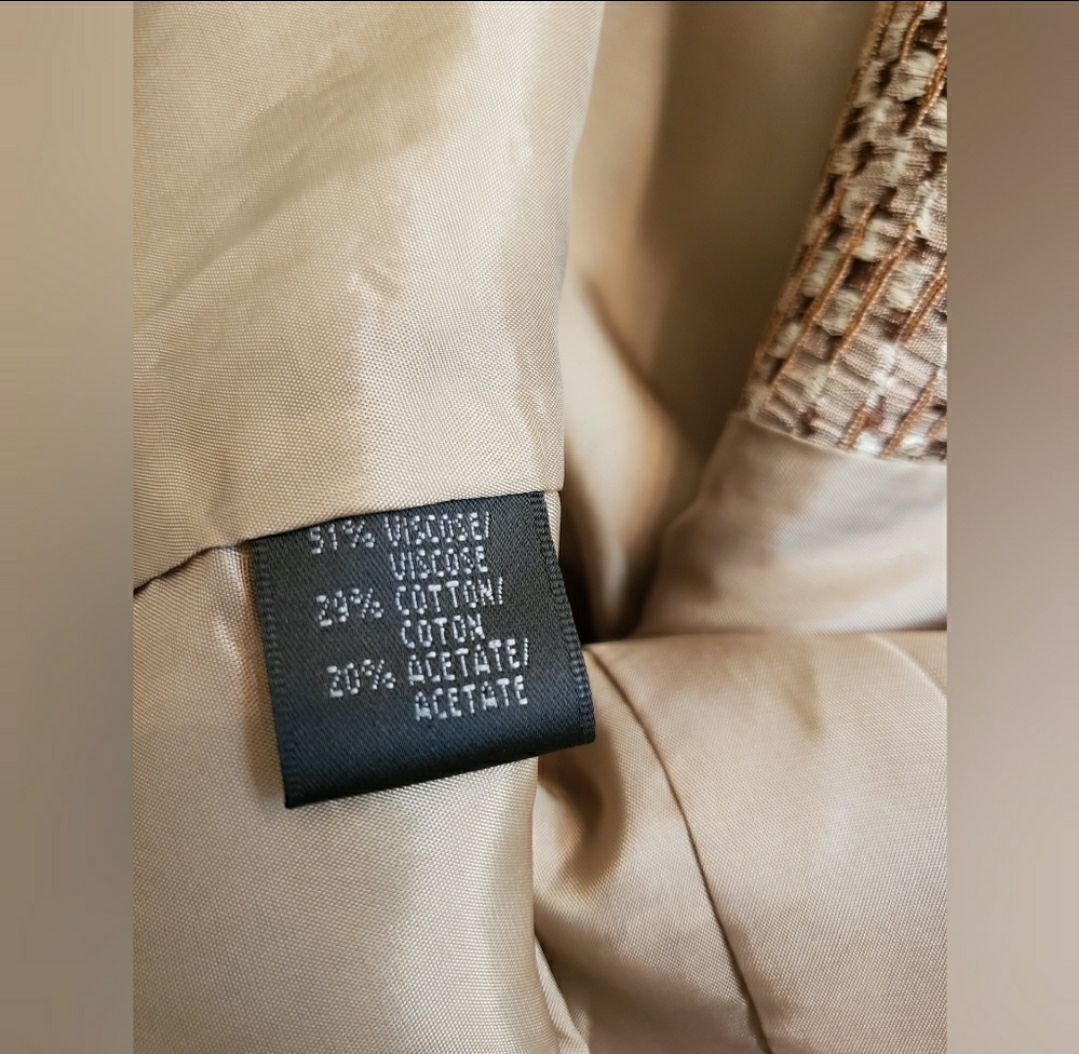 51% VISCOSE/
VISCOSE
29% COTTON/
COTON
20% ACETATE/
ACETATE